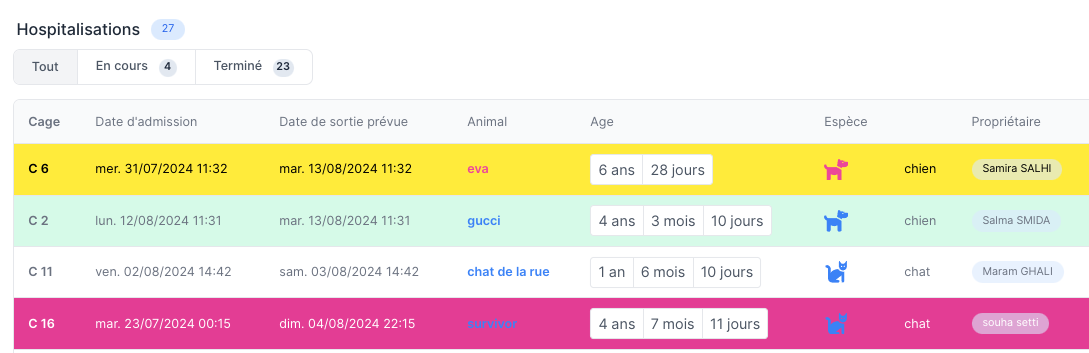 Hospitalisations 27
Tout En cours 4 Terminé 23
Cage Date d'admission Date de sortie prévue Animal Age Espèce Propriétaire
C 6 mer. 31/07/2024 11:32 mar. 13/08/2024 11:32 eva 6 ans 28 jours chien Samira SALHI
C 2 lun. 12/08/2024 11:31 mar. 13/08/2024 11:31 gucci 4 ans 3 mois 10 jours chien Salma SMIDA
C 11 ven. 02/08/2024 14:42 sam. 03/08/2024 14:42 chat de la rue 1 an 6 mois 10 jours chat Maram GHALI
C 16 mar. 23/07/2024 00:15 dim. 04/08/2024 22:15 4 ans 7 mois 11 jours chat souha setti